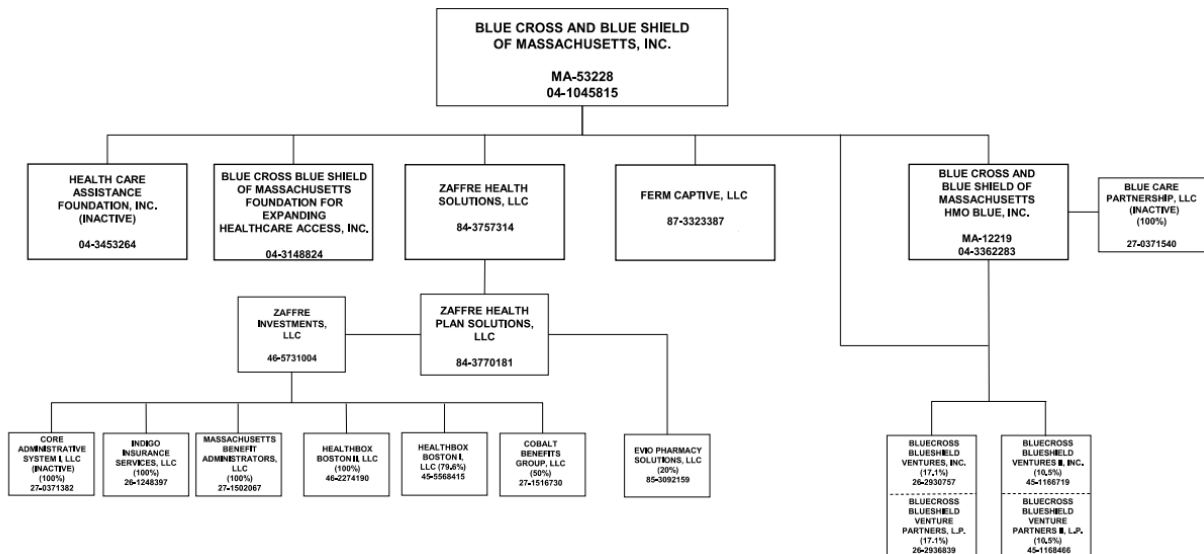 BLUE CROSS AND BLUE SHIELD
OF MASSACHUSETTS, INC.
MA-53228
04-1045815
HEALTH CARE
ASSISTANCE
FOUNDATION, INC.
(INACTIVE)
04-3453264
BLUE CROSS BLUE SHIELD
OF MASSACHUSETTS
FOUNDATION FOR
EXPANDING
HEALTHCARE ACCESS, INC.
04-3148824
ZAFFRE HEALTH
SOLUTIONS, LLC
84-3757314
FERM CAPTIVE, LLC
87-3323387
BLUE CROSS AND
BLUE SHIELD OF
MASSACHUSETTS
HMO BLUE, INC.
MA-12219
04-3362283
BLUE CARE
PARTNERSHIP, LLC
(INACTIVE)
(100%)
27-0371540
ZAFFRE
INVESTMENTS,
LLC
46-5731004
ZAFFRE HEALTH
PLAN SOLUTIONS,
LLC
84-3770181
CORE
ADMINISTRATIVE
SYSTEM I, LLC
(INACTIVE)
(100%)
27-0371382
INDIGO
INSURANCE
SERVICES, LLC
(100%)
26-1248397
MASSACHUSETTS
BENEFIT
ADMINISTRATORS,
LLC
(100%)
27-1502067
HEALTHBOX
BOSTON II, LLC
(100%)
46-2274190
HEALTHBOX
BOSTON I,
LLC (79.6%)
45-5568415
COBALT
BENEFITS
GROUP, LLC
(50%)
27-1516730
EVIO PHARMACY
SOLUTIONS, LLC
(20%)
85-3092159
BLUECROSS
BLUESHIELD
VENTURES, INC.
(17.1%)
26-2930757
BLUECROSS
BLUESHIELD
VENTURE
PARTNERS, L.P.
(17.1%)
26-2936839
BLUECROSS
BLUESHIELD
VENTURES II, INC.
(10.5%)
45-1166719
BLUECROSS
BLUESHIELD
VENTURE
PARTNERS II, L.P.
(10.5%)
45-1168466